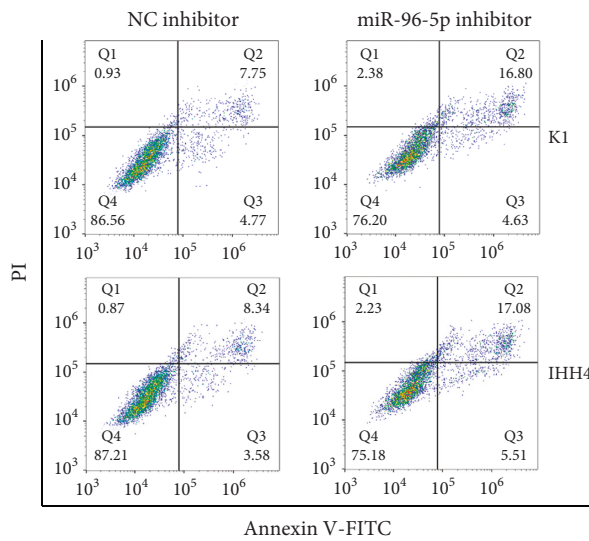 NC inhibitor
miR-96-5p inhibitor
Q1
0.93
Q2
7.75
Q4
86.56
Q3
4.77
10⁶
10⁵
10⁴
10³
10³ 10⁴ 10⁵ 10⁶
Q1
2.38
Q2
16.80
Q4
76.20
Q3
4.63
10⁶
10⁵
10⁴
10³
10³ 10⁴ 10⁵ 10⁶
K1
PI
Q1
0.87
Q2
8.34
Q4
87.21
Q3
3.58
10⁶
10⁵
10⁴
10³
10³ 10⁴ 10⁵ 10⁶
Q1
2.23
Q2
17.08
Q4
75.18
Q3
5.51
10⁶
10⁵
10⁴
10³
10³ 10⁴ 10⁵ 10⁶
IHH4
Annexin V-FITC